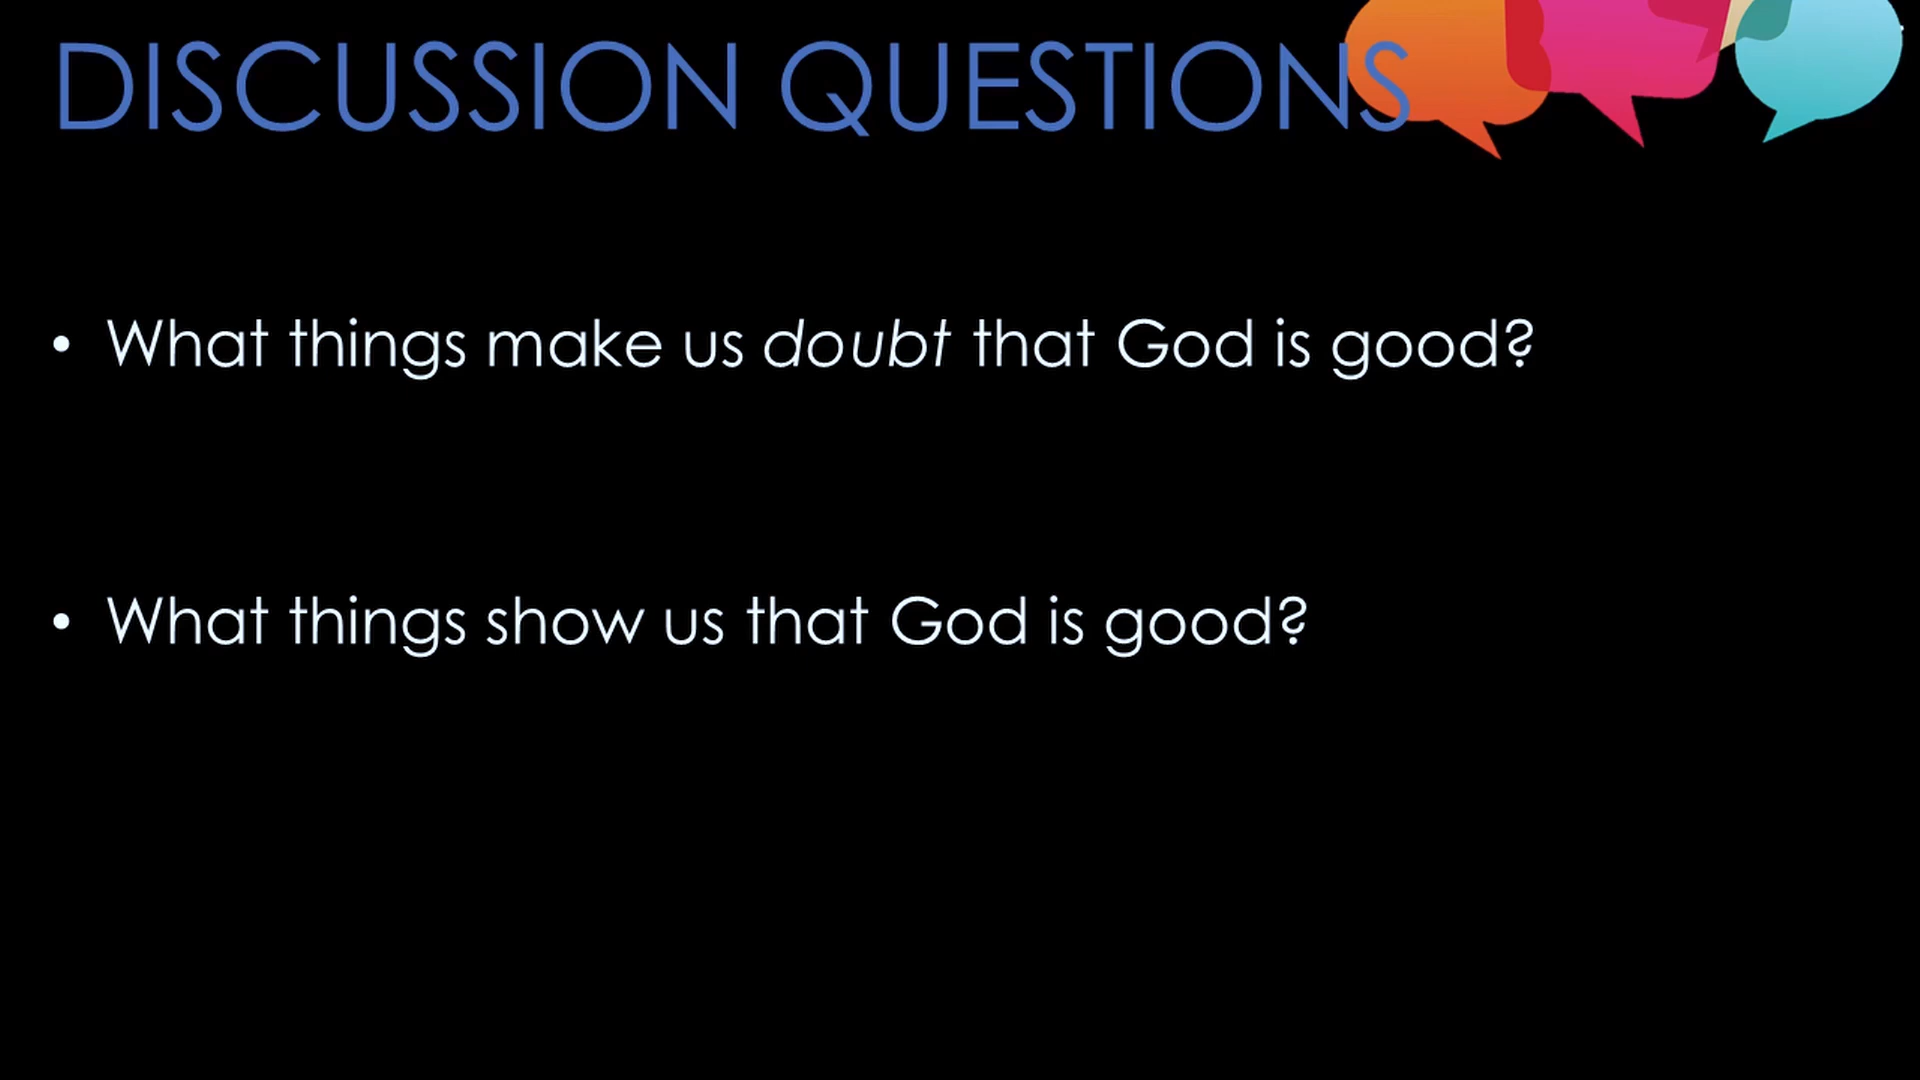 DISCUSSION QUESTIONS
• What things make us doubt that God is good?
• What things show us that God is good?